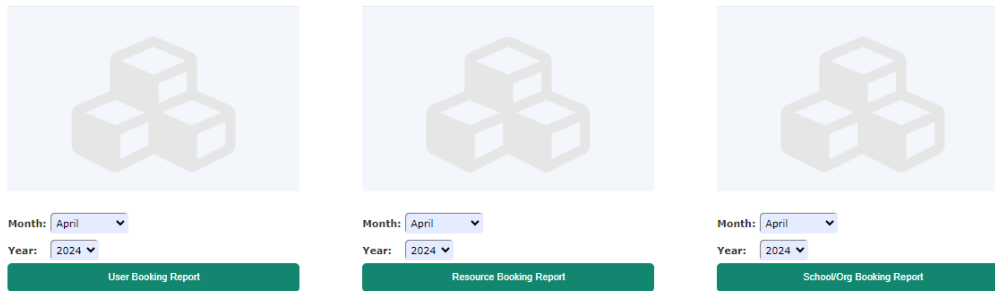 Month: April
Year: 2024
User Booking Report
Month: April
Year: 2024
Resource Booking Report
Month: April
Year: 2024
School/Org Booking Report